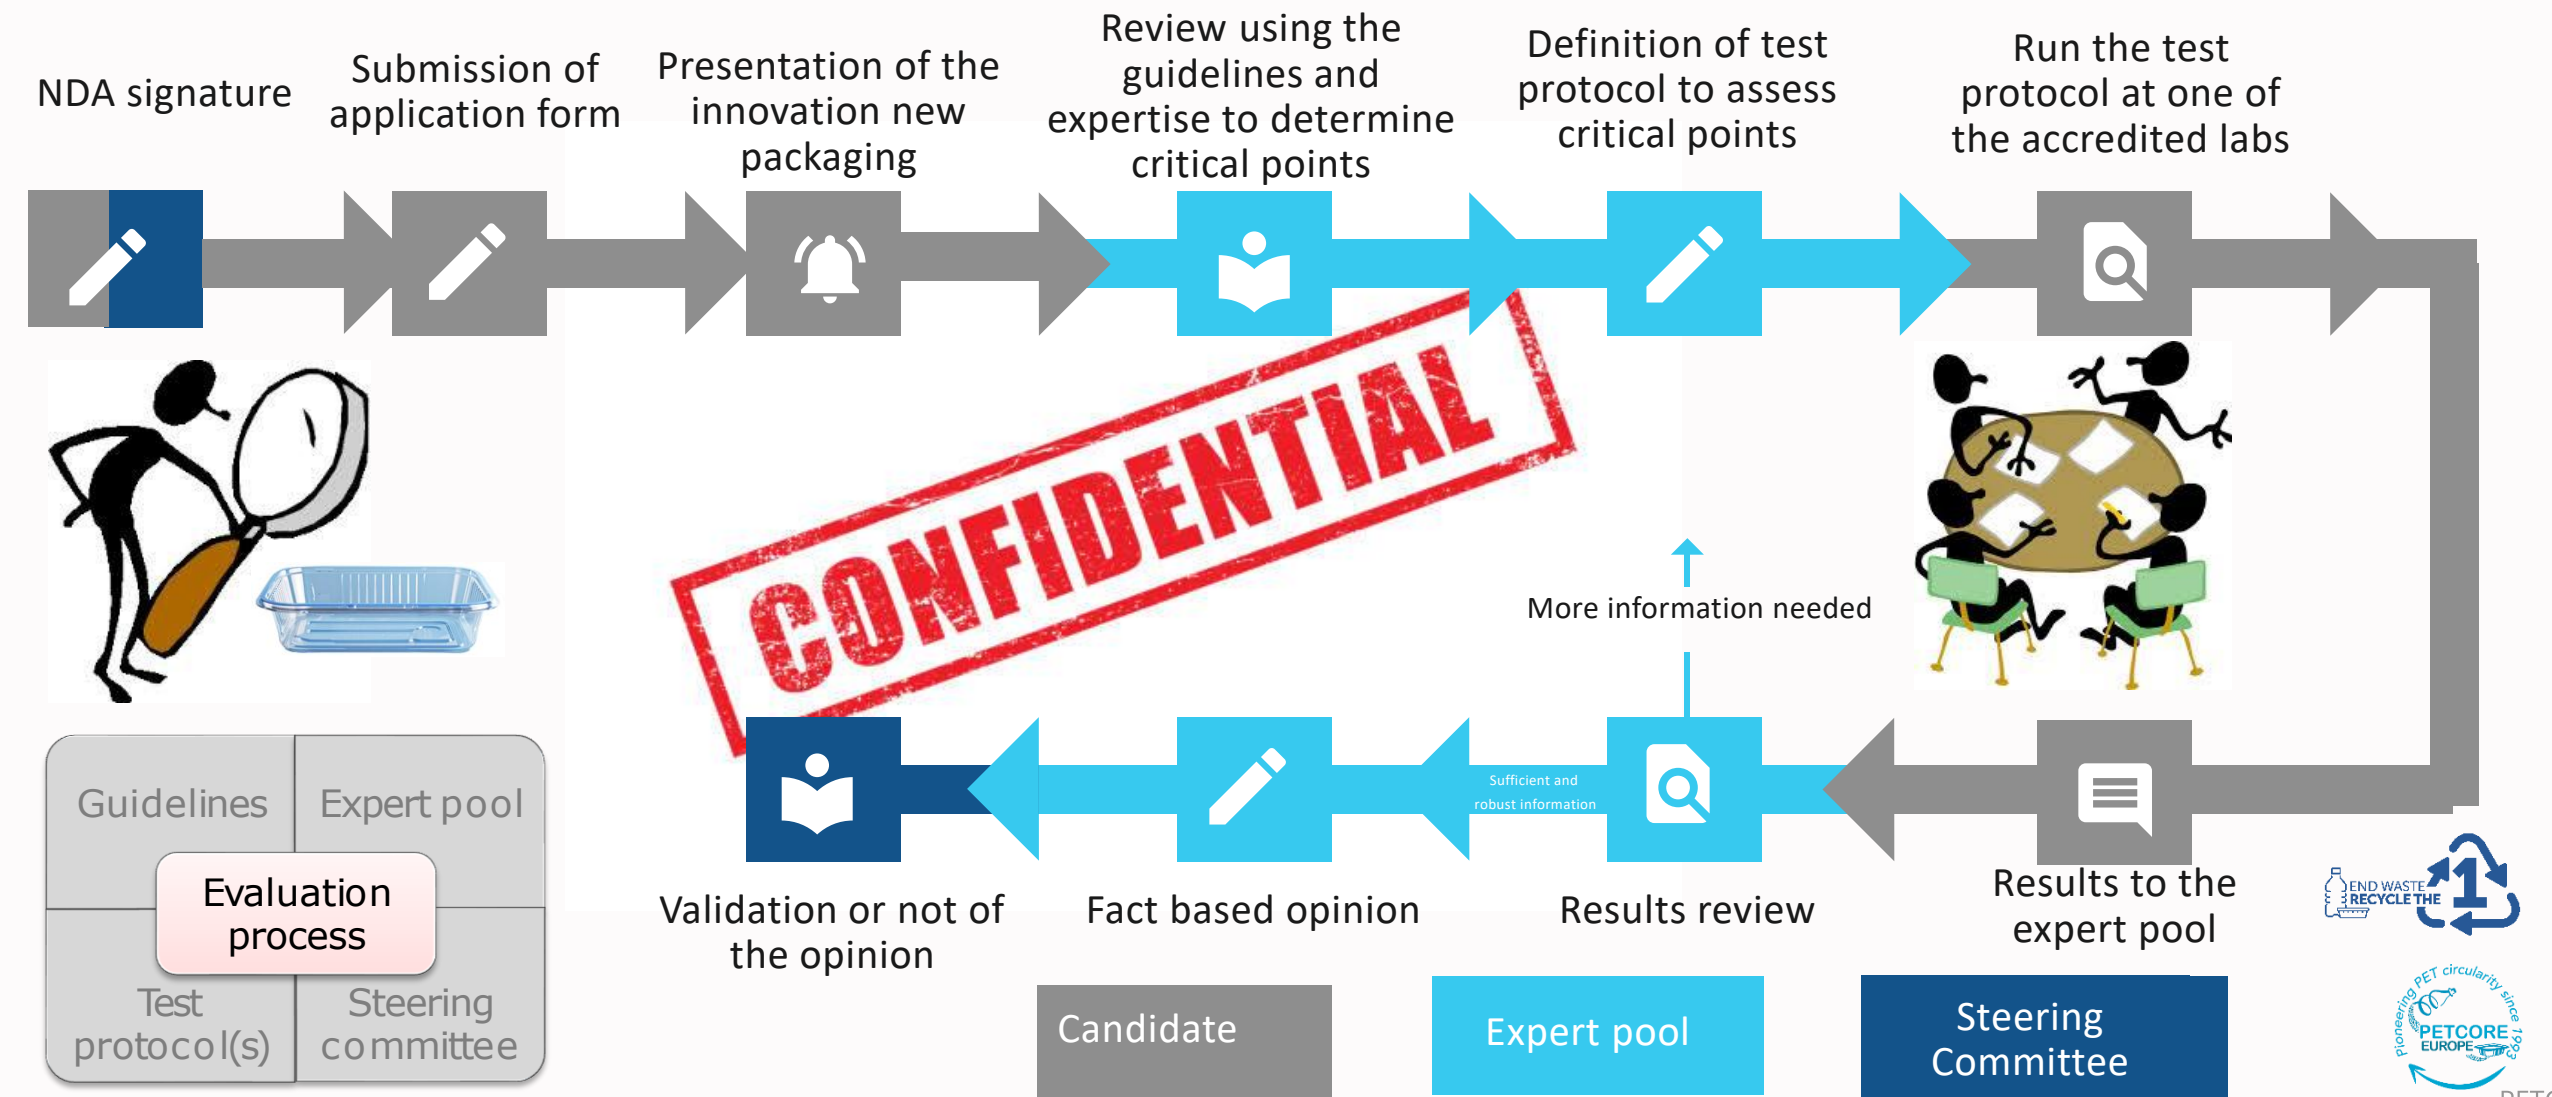 NDA signature
Submission of
application form
Presentation of the
innovation new
packaging
Review using the
guidelines and
expertise to determine
critical points
Definition of test
protocol to assess
critical points
Run the test
protocol at one of
the accredited labs
CONFIDENTIAL
More information needed
Sufficient and
robust information
Validation or not of
the opinion
Fact based opinion
Results review
Results to the
expert pool
Guidelines
Expert pool
Evaluation
process
Test
protocol(s)
Steering
committee
Candidate
Expert pool
Steering
Committee
END WASTE
RECYCLE THE
1
Pioneering PET circularity since 1993
PETCORE
EUROPE